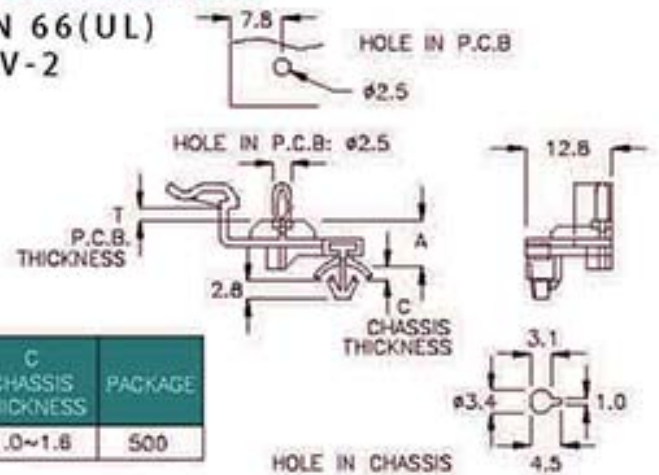 N 66(UL)
V-2
7.8
HOLE IN P.C.B
ø2.5
HOLE IN P.C.B: ø2.5
12.8
T
P.C.B.
THICKNESS
A
2.8
C
CHASSIS
THICKNESS
3.1
ø3.4
1.0
4.5
HOLE IN CHASSIS
C
CHASSIS
ICKNESS
PACKAGE
.0~1.6
500